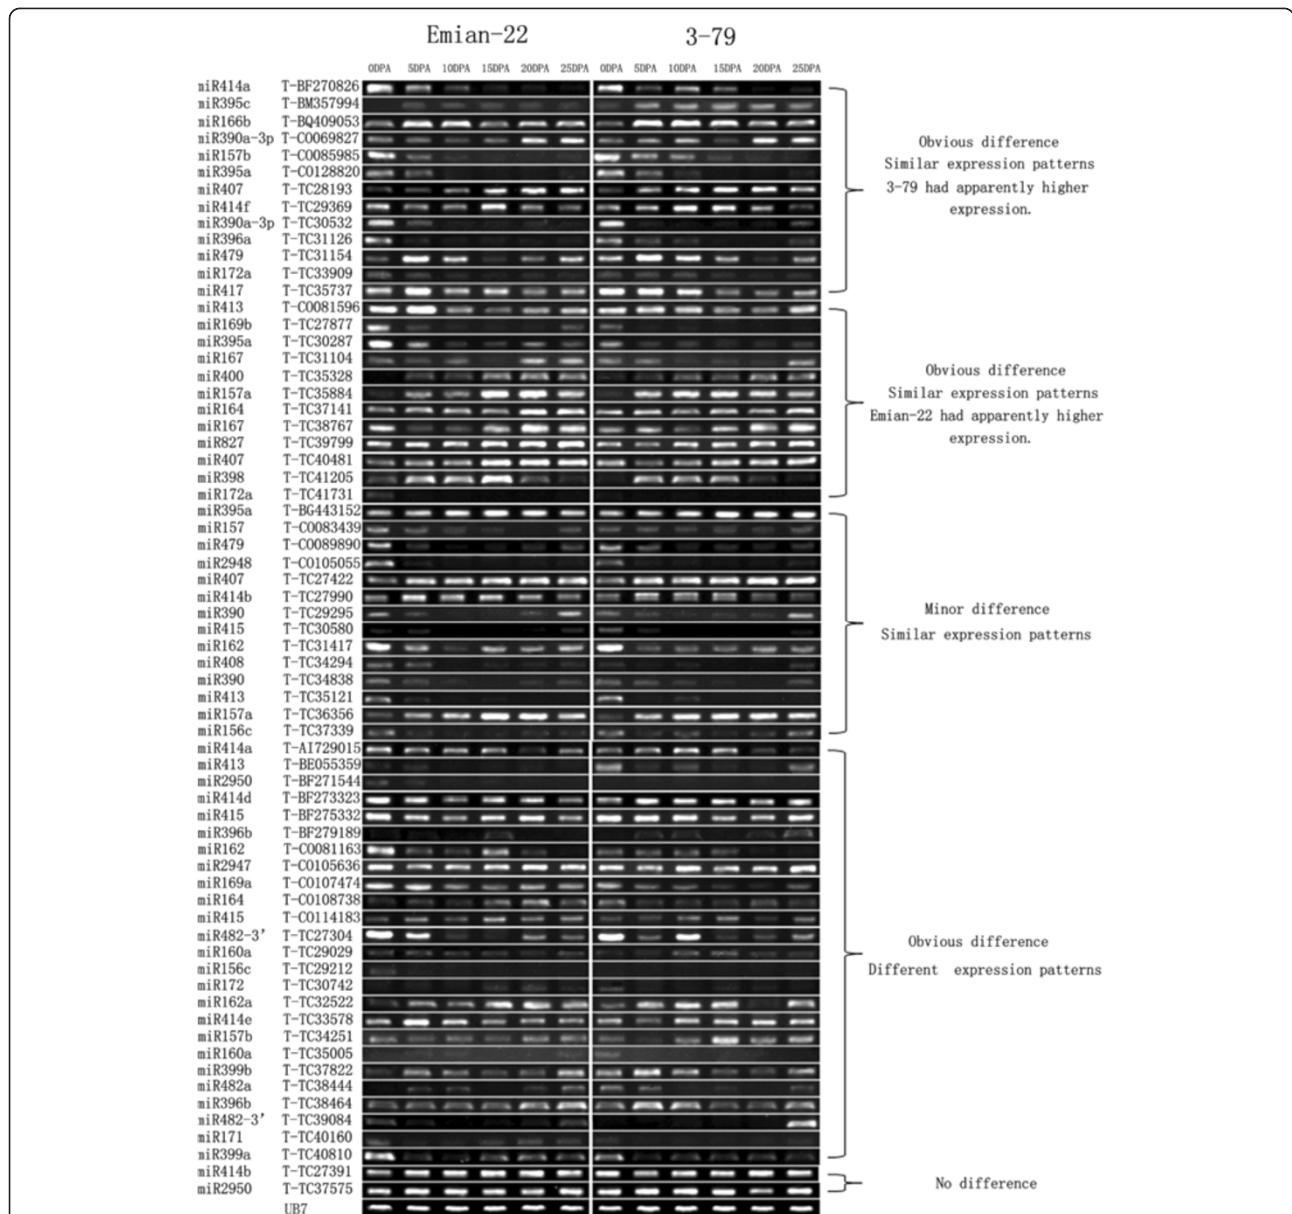 Emian-22 3-79
0DPA 5DPA 10DPA 15DPA 20DPA 25DPA 0DPA 5DPA 10DPA 15DPA 20DPA 25DPA
miR414a T-BF270826
miR395c T-BM357994
miR166b T-BQ409053
miR390a-3p T-CO069827
miR157b T-CO085985
miR395a T-CO128820
miR407 T-TC28193
miR414f T-TC29369
miR390a-3p T-TC30532
miR396a T-TC31126
miR479 T-TC31154
miR172a T-TC33909
miR417 T-TC35737
Obvious difference
Similar expression patterns
3-79 had apparently higher
expression.
miR413 T-CO081596
miR169b T-TC27877
miR395a T-TC30287
miR167 T-TC31104
miR400 T-TC35328
miR157a T-TC35884
miR164 T-TC37141
miR167 T-TC38767
miR827 T-TC39799
miR407 T-TC40481
miR398 T-TC41205
miR172a T-TC41731
Obvious difference
Similar expression patterns
Emian-22 had apparently higher
expression.
miR395a T-BG443152
miR157 T-CO083439
miR479 T-CO089890
miR2948 T-CO105055
miR407 T-TC27422
miR414b T-TC27990
miR390 T-TC29295
miR415 T-TC30580
miR162 T-TC31417
miR408 T-TC34294
miR390 T-TC34838
miR413 T-TC35121
miR157a T-TC36356
miR156c T-TC37339
Minor difference
Similar expression patterns
miR414a T-AI729015
miR413 T-BE055359
miR2950 T-BF271544
miR414d T-BF273323
miR415 T-BF275332
miR396b T-BF279189
miR162 T-CO081163
miR2947 T-CO105636
miR169a T-CO107474
miR164 T-CO108738
miR415 T-CO114183
miR482-3' T-TC27304
miR160a T-TC29029
miR156c T-TC29212
miR172 T-TC30742
miR162a T-TC32522
miR414e T-TC33578
miR157b T-TC34251
miR160a T-TC35005
miR399b T-TC37822
miR482a T-TC38444
miR396b T-TC38464
miR482-3' T-TC39084
miR171 T-TC40160
miR399a T-TC40810
Obvious difference
Different expression patterns
miR414b T-TC27391
miR2950 T-TC37575
No difference
UB7